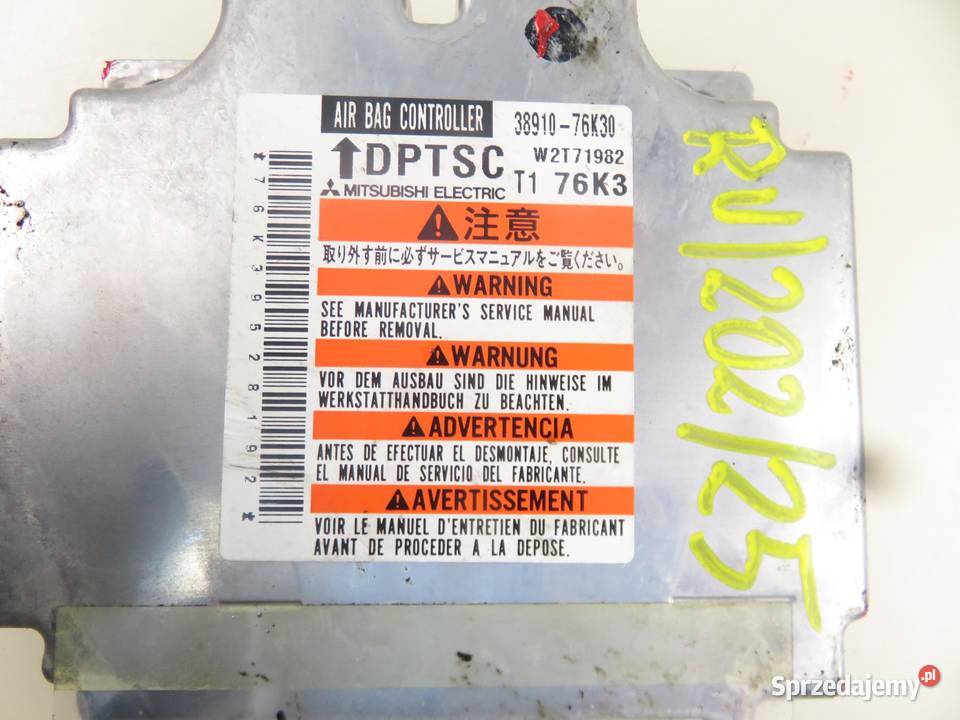 AIR BAG CONTROLLER 38910-76K30
↑DPTSC W2T71982
MITSUBISHI ELECTRIC T1 76K3
注意
取り外す前に必ずサービスマニュアルをご覧ください。
WARNING
SEE MANUFACTURER'S SERVICE MANUAL
BEFORE REMOVAL.
WARNUNG
VOR DEM AUSBAU SIND DIE HINWEISE IM
WERKSTATTHANDBUCH ZU BEACHTEN.
ADVERTENCIA
ANTES DE EFECTUAR EL DESMONTAJE, CONSULTE
EL MANUAL DE SERVICIO DEL FABRICANTE.
AVERTISSEMENT
VOIR LE MANUEL D'ENTRETIEN DU FABRICANT
AVANT DE PROCEDER A LA DEPOSE.
*76K39528192*
RJ/202/25
Sprzedajemy.pl